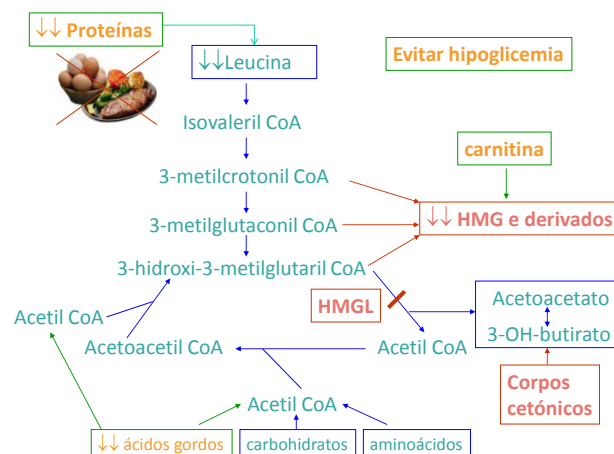 ↓↓ Proteínas
Evitar hipoglicemia
↓↓Leucina
Isovaleril CoA
carnitina
3-metilcrotonil CoA
3-metilglutaconil CoA
↓↓ HMG e derivados
3-hidroxi-3-metilglutaril CoA
HMGL
Acetoacetato
3-OH-butirato
Acetil CoA
Acetoacetil CoA
Acetil CoA
Corpos
cetónicos
Acetil CoA
↓↓ ácidos gordos
carbohidratos
aminoácidos